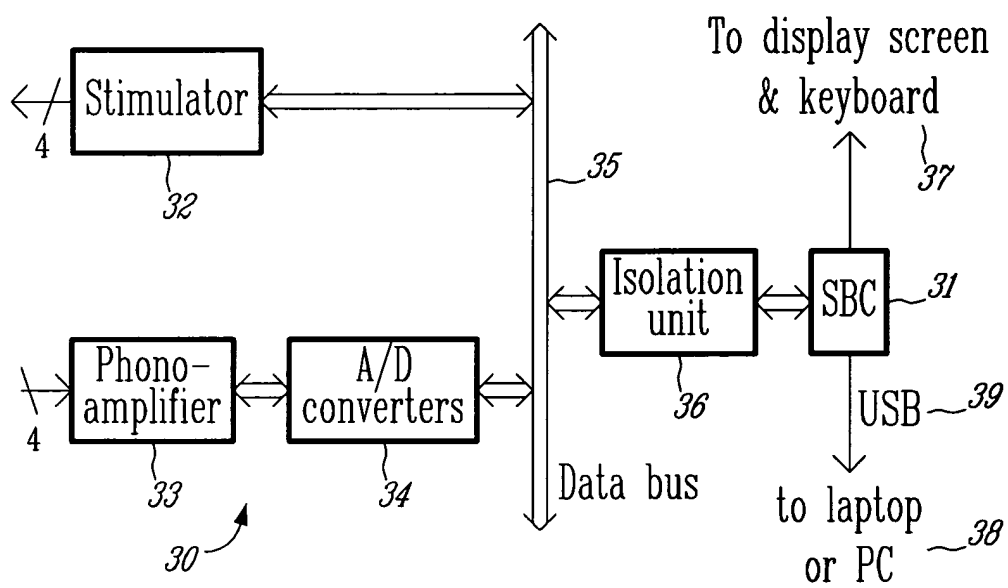 To display screen
& keyboard
37
Stimulator
4
32
35
Isolation
unit
36
SBC
31
Phono-
amplifier
4
33
A/D
converters
34
USB
39
Data bus
30
to laptop
or PC
38